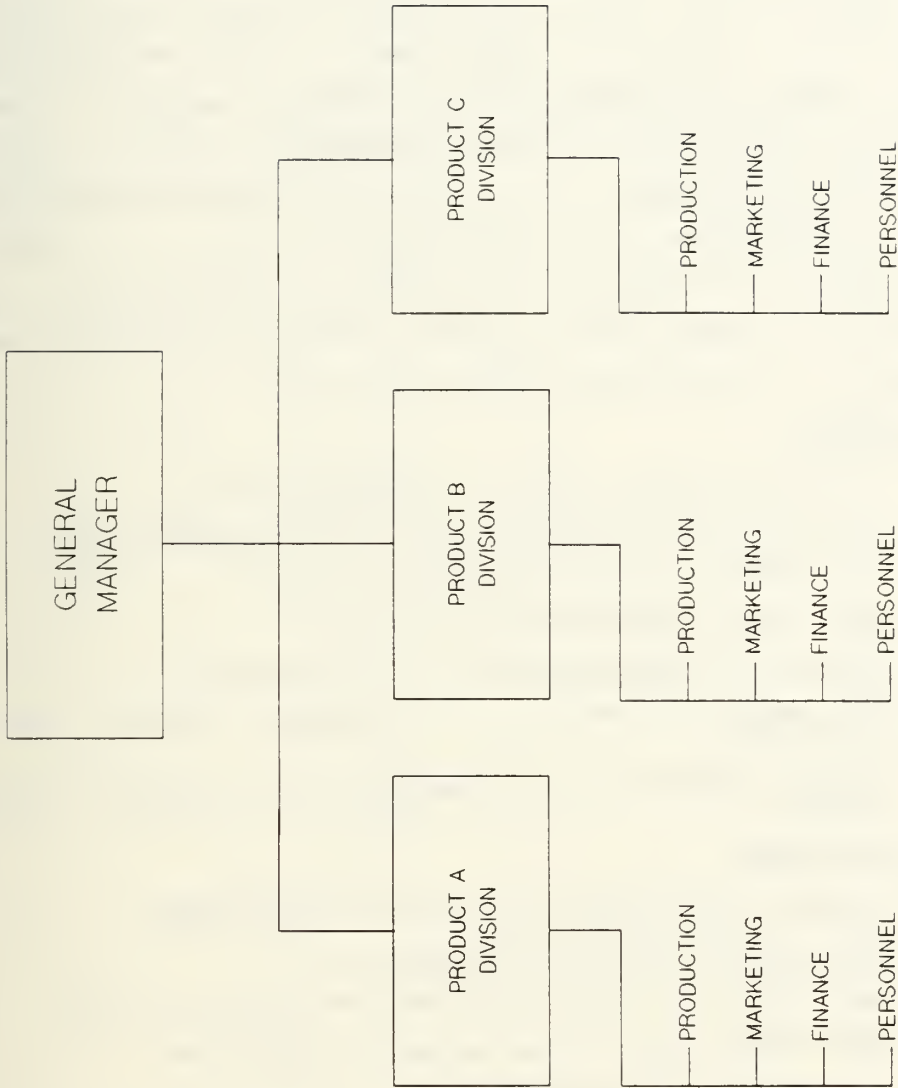 GENERAL
MANAGER
PRODUCT A
DIVISION
PRODUCTION
MARKETING
FINANCE
PERSONNEL
PRODUCT B
DIVISION
PRODUCTION
MARKETING
FINANCE
PERSONNEL
PRODUCT C
DIVISION
PRODUCTION
MARKETING
FINANCE
PERSONNEL